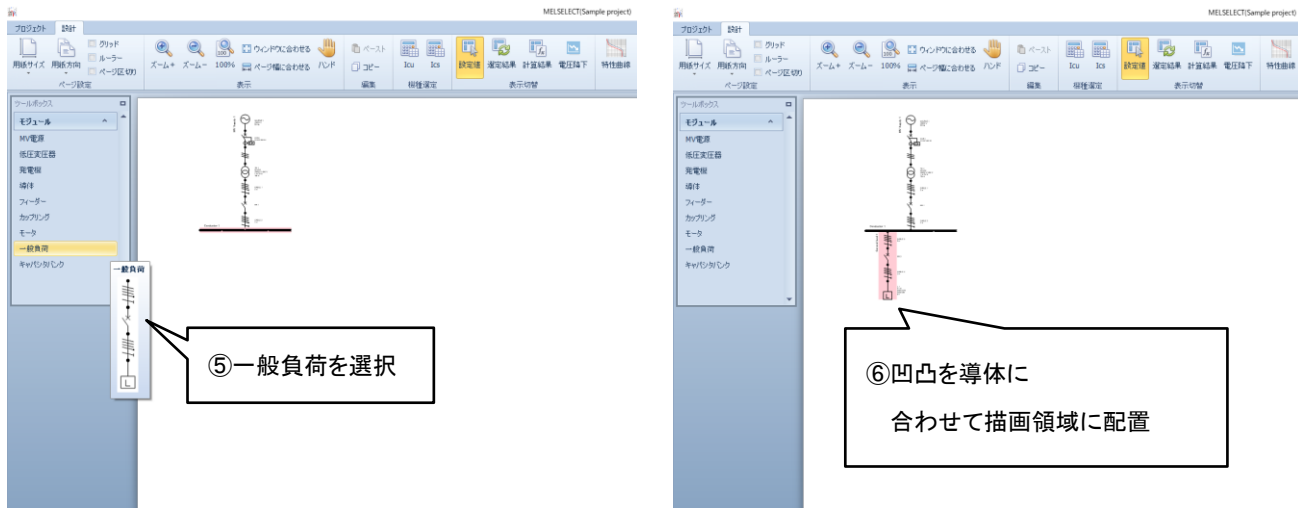 MELSELECT(Sample project)
プロジェクト 設計
用紙サイズ 用紙方向 グリッド ルーラー ページ区切り
ズーム+ ズーム- 100% ウィンドウに合わせる ページ幅に合わせる ハンド
ペースト コピー
Icu Ics
設定値 選定結果 計算結果 電圧降下 特性曲線
ページ設定 表示 編集 機種選定 表示切替
ツールボックス
モジュール
MV電源
低圧変圧器
発電機
導体
フィーダー
カップリング
モータ
一般負荷
キャパシタバンク
一般負荷
L
⑤一般負荷を選択
MELSELECT(Sample project)
プロジェクト 設計
用紙サイズ 用紙方向 グリッド ルーラー ページ区切り
ズーム+ ズーム- 100% ウィンドウに合わせる ページ幅に合わせる ハンド
ペースト コピー
Icu Ics
設定値 選定結果 計算結果 電圧降下 特性曲線
ページ設定 表示 編集 機種選定 表示切替
ツールボックス
モジュール
MV電源
低圧変圧器
発電機
導体
フィーダー
カップリング
モータ
一般負荷
キャパシタバンク
L
⑥凹凸を導体に
合わせて描画領域に配置